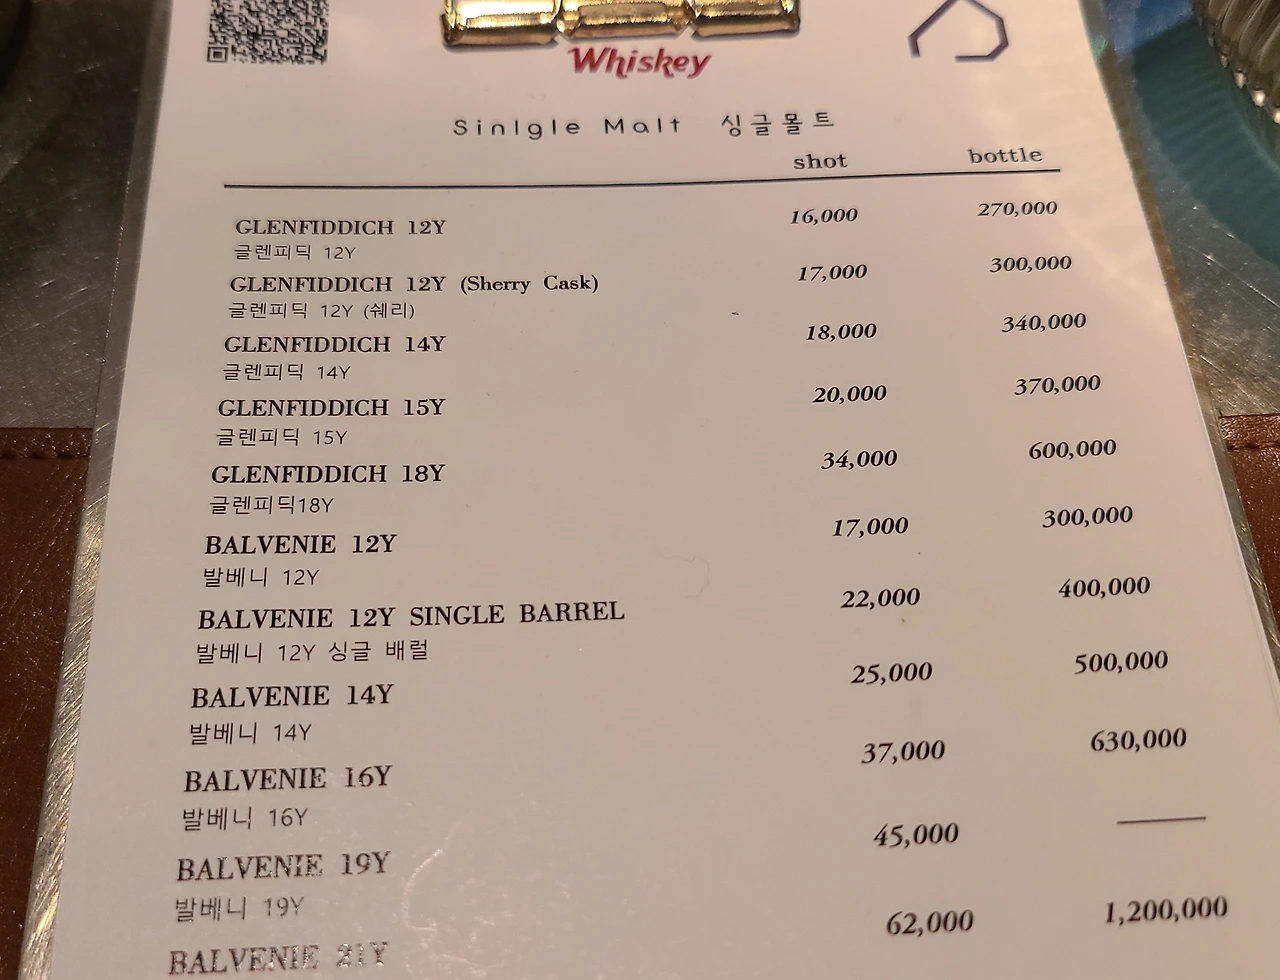 Whiskey
Sinlgle Malt 싱글몰트
shot bottle
GLENFIDDICH 12Y 16,000 270,000
글렌피딕 12Y
GLENFIDDICH 12Y (Sherry Cask) 17,000 300,000
글렌피딕 12Y (쉐리)
GLENFIDDICH 14Y 18,000 340,000
글렌피딕 14Y
GLENFIDDICH 15Y 20,000 370,000
글렌피딕 15Y
GLENFIDDICH 18Y 34,000 600,000
글렌피딕18Y
BALVENIE 12Y 17,000 300,000
발베니 12Y
BALVENIE 12Y SINGLE BARREL 22,000 400,000
발베니 12Y 싱글 배럴
BALVENIE 14Y 25,000 500,000
발베니 14Y
BALVENIE 16Y 37,000 630,000
발베니 16Y
BALVENIE 19Y 45,000 —
발베니 19Y
BALVENIE 21Y 62,000 1,200,000